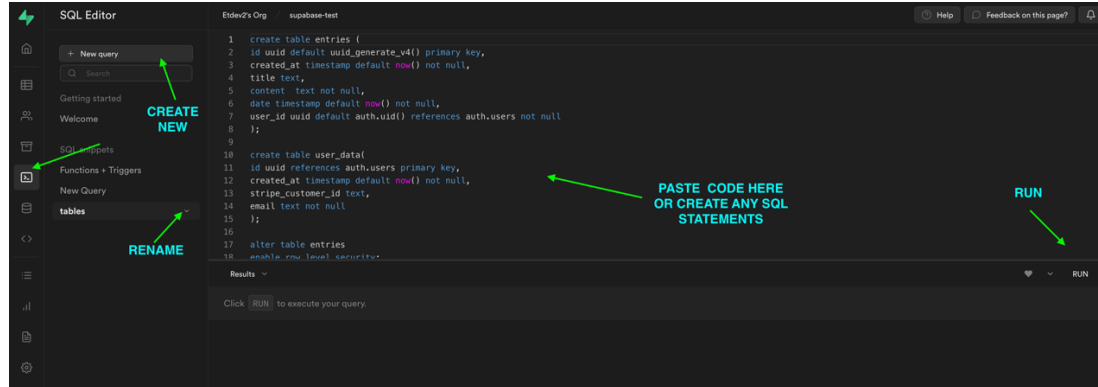 SQL Editor
Etdev2's Org / supabase-test
Help
Feedback on this page?
+ New query
Search
Getting started
Welcome
SQL snippets
Functions + Triggers
New Query
tables
CREATE
NEW
RENAME
1 create table entries (
2 id uuid default uuid_generate_v4() primary key,
3 created_at timestamp default now() not null,
4 title text,
5 content  text not null,
6 date timestamp default now() not null,
7 user_id uuid default auth.uid() references auth.users not null
8 );
9
10 create table user_data(
11 id uuid references auth.users primary key,
12 created_at timestamp default now() not null,
13 stripe_customer_id text,
14 email text not null
15 );
16
17 alter table entries
18 enable row level security;
PASTE  CODE HERE
OR CREATE ANY SQL
STATEMENTS
RUN
Results
RUN
Click RUN to execute your query.